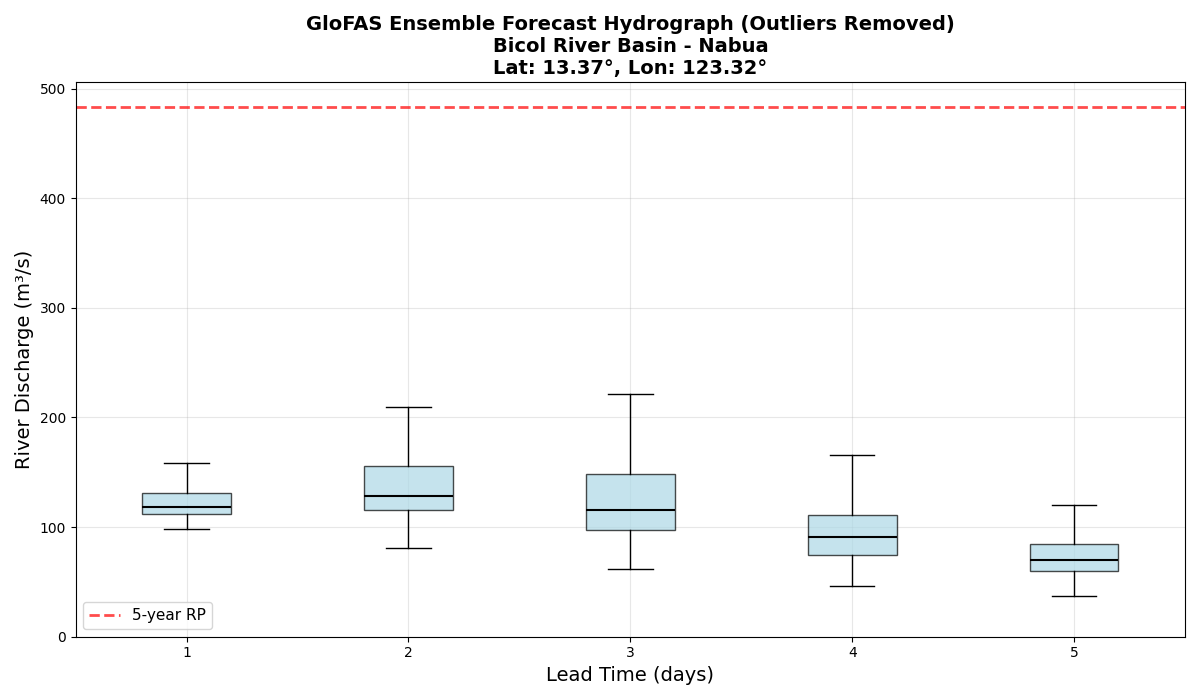 GloFAS Ensemble Forecast Hydrograph (Outliers Removed)
Bicol River Basin - Nabua
Lat: 13.37°, Lon: 123.32°
River Discharge (m³/s)
500
400
300
200
100
0
5-year RP
1
2
3
4
5
Lead Time (days)